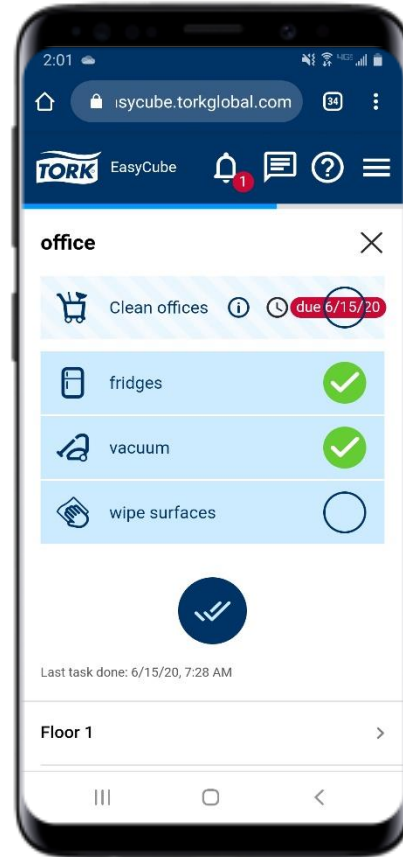 2:01
4GE
ısycube.torkglobal.com
34
TORK EasyCube
1
office
Clean offices
due 6/15/20
fridges
vacuum
wipe surfaces
Last task done: 6/15/20, 7:28 AM
Floor 1